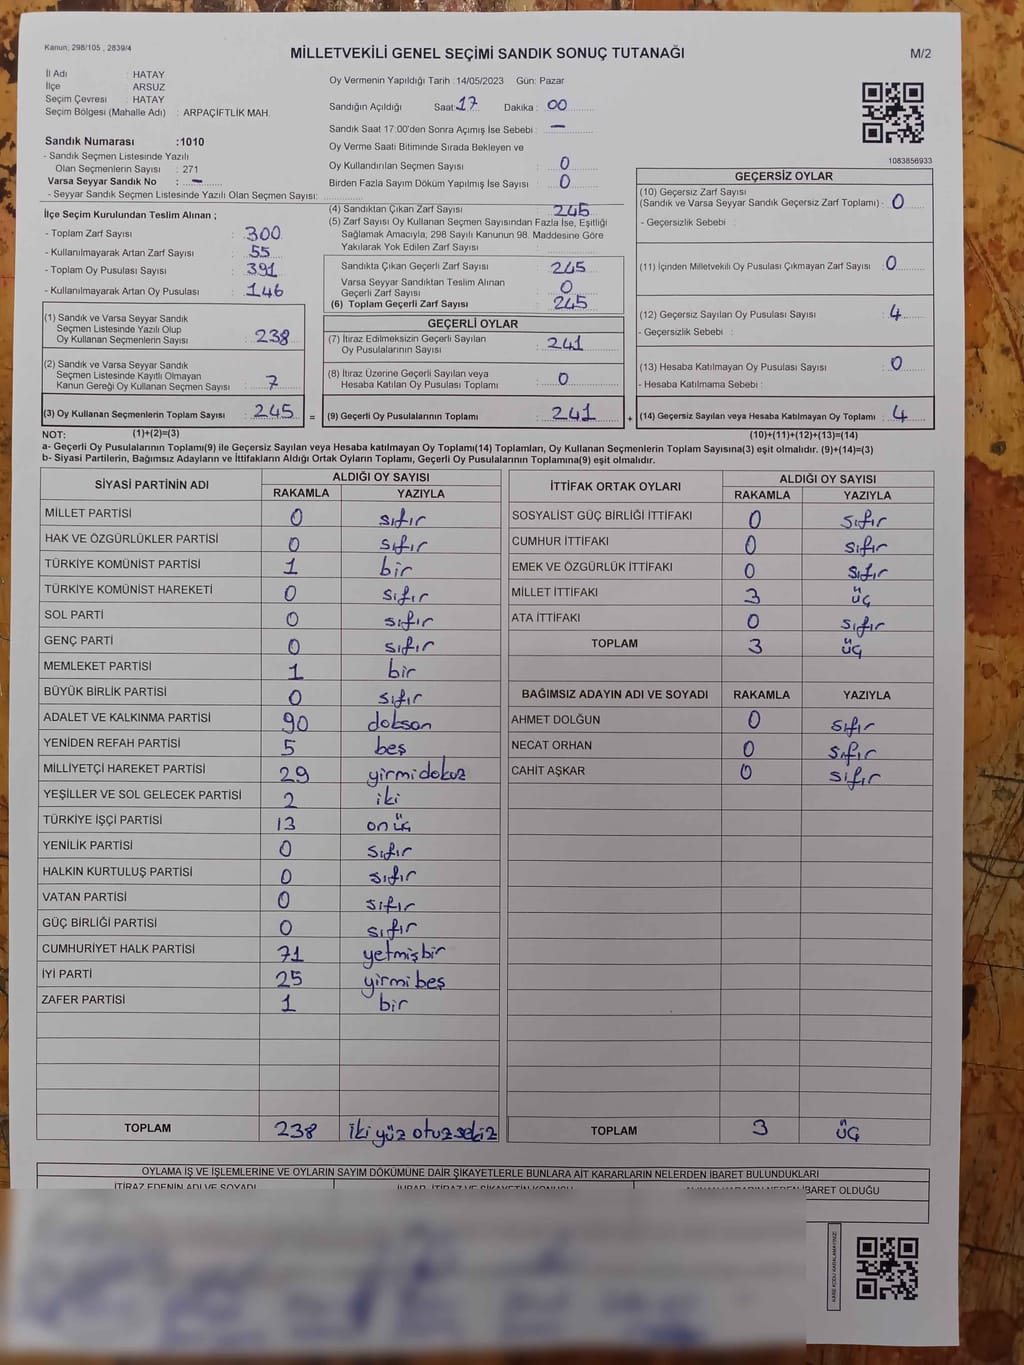 Kanun, 298/105 , 2839/4
MİLLETVEKİLİ GENEL SEÇİMİ SANDIK SONUÇ TUTANAĞI
M/2
İl Adı : HATAY
İlçe : ARSUZ
Seçim Çevresi : HATAY
Seçim Bölgesi (Mahalle Adı) : ARPAÇİFTLİK MAH.
Sandık Numarası :1010
- Sandık Seçmen Listesinde Yazılı
Olan Seçmenlerin Sayısı : 271
Varsa Seyyar Sandık No : –
- Seyyar Sandık Seçmen Listesinde Yazılı Olan Seçmen Sayısı:
Oy Vermenin Yapıldığı Tarih :14/05/2023 Gün: Pazar
Sandığın Açıldığı Saat: 17 Dakika : 00
Sandık Saat 17:00'den Sonra Açımış İse Sebebi : –
Oy Verme Saati Bitiminde Sırada Bekleyen ve
Oy Kullandırılan Seçmen Sayısı : 0
Birden Fazla Sayım Döküm Yapılmış İse Sayısı : 0
1083856933
İlçe Seçim Kurulundan Teslim Alınan ;
- Toplam Zarf Sayısı : 300
- Kullanılmayarak Artan Zarf Sayısı : 55
- Toplam Oy Pusulası Sayısı : 391
- Kullanılmayarak Artan Oy Pusulası : 146
(4) Sandıktan Çıkan Zarf Sayısı : 245
(5) Zarf Sayısı Oy Kullanan Seçmen Sayısından Fazla İse, Eşitliği
Sağlamak Amacıyla; 298 Sayılı Kanunun 98. Maddesine Göre
Yakılarak Yok Edilen Zarf Sayısı :
Sandıkta Çıkan Geçerli Zarf Sayısı : 245
Varsa Seyyar Sandıktan Teslim Alınan
Geçerli Zarf Sayısı : 0
(6) Toplam Geçerli Zarf Sayısı : 245
GEÇERSİZ OYLAR
(10) Geçersiz Zarf Sayısı
(Sandık ve Varsa Seyyar Sandık Geçersiz Zarf Toplamı) : 0
- Geçersizlik Sebebi :
(11) İçinden Milletvekili Oy Pusulası Çıkmayan Zarf Sayısı : 0
(12) Geçersiz Sayılan Oy Pusulası Sayısı : 4
- Geçersizlik Sebebi :
(13) Hesaba Katılmayan Oy Pusulası Sayısı : 0
- Hesaba Katılmama Sebebi :
(1) Sandık ve Varsa Seyyar Sandık
Seçmen Listesinde Yazılı Olup
Oy Kullanan Seçmenlerin Sayısı : 238
(2) Sandık ve Varsa Seyyar Sandık
Seçmen Listesinde Kayıtlı Olmayan
Kanun Gereği Oy Kullanan Seçmen Sayısı : 7
GEÇERLİ OYLAR
(7) İtiraz Edilmeksizin Geçerli Sayılan
Oy Pusulalarının Sayısı : 241
(8) İtiraz Üzerine Geçerli Sayılan veya
Hesaba Katılan Oy Pusulası Toplamı : 0
(3) Oy Kullanan Seçmenlerin Toplam Sayısı : 245 = (9) Geçerli Oy Pusulalarının Toplamı : 241 + (14) Geçersiz Sayılan veya Hesaba Katılmayan Oy Toplamı : 4
NOT: (1)+(2)=(3) (10)+(11)+(12)+(13)=(14)
a- Geçerli Oy Pusulalarının Toplamı(9) ile Geçersiz Sayılan veya Hesaba katılmayan Oy Toplamı(14) Toplamları, Oy Kullanan Seçmenlerin Toplam Sayısına(3) eşit olmalıdır. (9)+(14)=(3)
b- Siyasi Partilerin, Bağımsız Adayların ve İttifakların Aldığı Ortak Oyların Toplamı, Geçerli Oy Pusulalarının Toplamına(9) eşit olmalıdır.
SİYASİ PARTİNİN ADI ALDIĞI OY SAYISI
RAKAMLA YAZIYLA
MİLLET PARTİSİ 0 sıfır
HAK VE ÖZGÜRLÜKLER PARTİSİ 0 sıfır
TÜRKİYE KOMÜNİST PARTİSİ 1 bir
TÜRKİYE KOMÜNİST HAREKETİ 0 sıfır
SOL PARTİ 0 sıfır
GENÇ PARTİ 0 sıfır
MEMLEKET PARTİSİ 1 bir
BÜYÜK BİRLİK PARTİSİ 0 sıfır
ADALET VE KALKINMA PARTİSİ 90 doksan
YENİDEN REFAH PARTİSİ 5 beş
MİLLİYETÇİ HAREKET PARTİSİ 29 yirmidokuz
YEŞİLLER VE SOL GELECEK PARTİSİ 2 iki
TÜRKİYE İŞÇİ PARTİSİ 13 onüç
YENİLİK PARTİSİ 0 sıfır
HALKIN KURTULUŞ PARTİSİ 0 sıfır
VATAN PARTİSİ 0 sıfır
GÜÇ BİRLİĞİ PARTİSİ 0 sıfır
CUMHURİYET HALK PARTİSİ 71 yetmişbir
İYİ PARTİ 25 yirmi beş
ZAFER PARTİSİ 1 bir
TOPLAM 238 iki yüz otuzsekiz
İTTİFAK ORTAK OYLARI ALDIĞI OY SAYISI
RAKAMLA YAZIYLA
SOSYALİST GÜÇ BİRLİĞİ İTTİFAKI 0 sıfır
CUMHUR İTTİFAKI 0 sıfır
EMEK VE ÖZGÜRLÜK İTTİFAKI 0 sıfır
MİLLET İTTİFAKI 3 üç
ATA İTTİFAKI 0 sıfır
TOPLAM 3 üç
BAĞIMSIZ ADAYIN ADI VE SOYADI RAKAMLA YAZIYLA
AHMET DOLĞUN 0 sıfır
NECAT ORHAN 0 sıfır
CAHİT AŞKAR 0 sıfır
TOPLAM 3 üç
OYLAMA İŞ VE İŞLEMLERİNE VE OYLARIN SAYIM DÖKÜMÜNE DAİR ŞİKAYETLERLE BUNLARA AİT KARARLARIN NELERDEN İBARET BULUNDUKLARI
İTİRAZ EDENİN ADI VE SOYADI
İBARET OLDUĞU